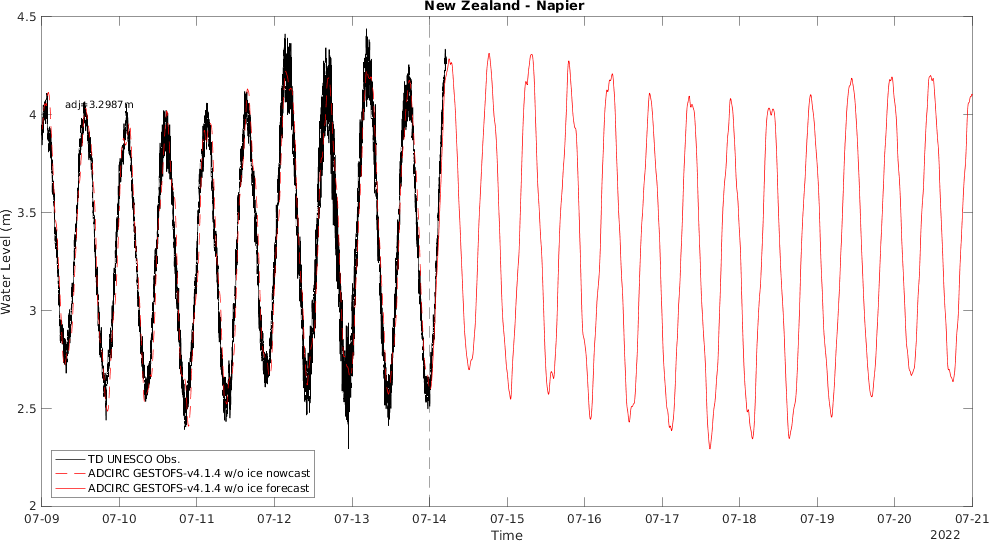 New Zealand - Napier
4.5
4
3.5
3
2.5
2
Water Level (m)
adj=3.2987m
TD UNESCO Obs.
ADCIRC GESTOFS-v4.1.4 w/o ice nowcast
ADCIRC GESTOFS-v4.1.4 w/o ice forecast
07-09 07-10 07-11 07-12 07-13 07-14 07-15 07-16 07-17 07-18 07-19 07-20 07-21
Time
2022